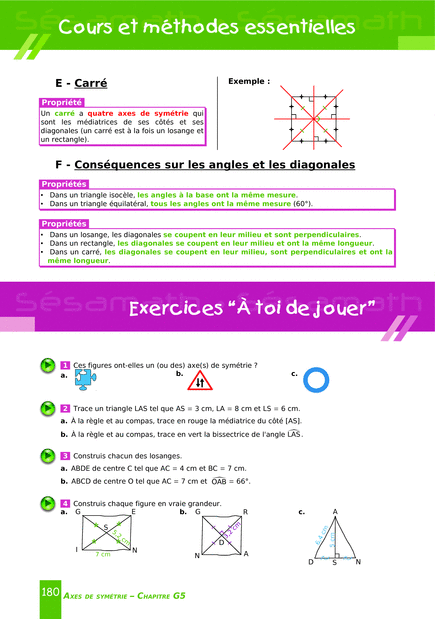 Sésamath Sésamath
Cours et méthodes essentielles
E - Carré
Propriété
Un carré a quatre axes de symétrie qui
sont les médiatrices de ses côtés et ses
diagonales (un carré est à la fois un losange et
un rectangle).
Exemple :
F - Conséquences sur les angles et les diagonales
Propriétés
• Dans un triangle isocèle, les angles à la base ont la même mesure.
• Dans un triangle équilatéral, tous les angles ont la même mesure (60°).
Propriétés
• Dans un losange, les diagonales se coupent en leur milieu et sont perpendiculaires.
• Dans un rectangle, les diagonales se coupent en leur milieu et ont la même longueur.
• Dans un carré, les diagonales se coupent en leur milieu, sont perpendiculaires et ont la
même longueur.
Sésamath Sésamath
Exercices “À toi de jouer”
1 Ces figures ont-elles un (ou des) axe(s) de symétrie ?
a. b. c.
2 Trace un triangle LAS tel que AS = 3 cm, LA = 8 cm et LS = 6 cm.
a. À la règle et au compas, trace en rouge la médiatrice du côté [AS].
b. À la règle et au compas, trace en vert la bissectrice de l'angle LAS.
3 Construis chacun des losanges.
a. ABDE de centre C tel que AC = 4 cm et BC = 7 cm.
b. ABCD de centre O tel que AC = 7 cm et OAB = 66°.
4 Construis chaque figure en vraie grandeur.
a. G E b. G R c. A
S 5,2 cm D 3,2 cm 6,4 cm 5 cm
I 7 cm N N A D S N
180 Axes de symétrie – Chapitre G5